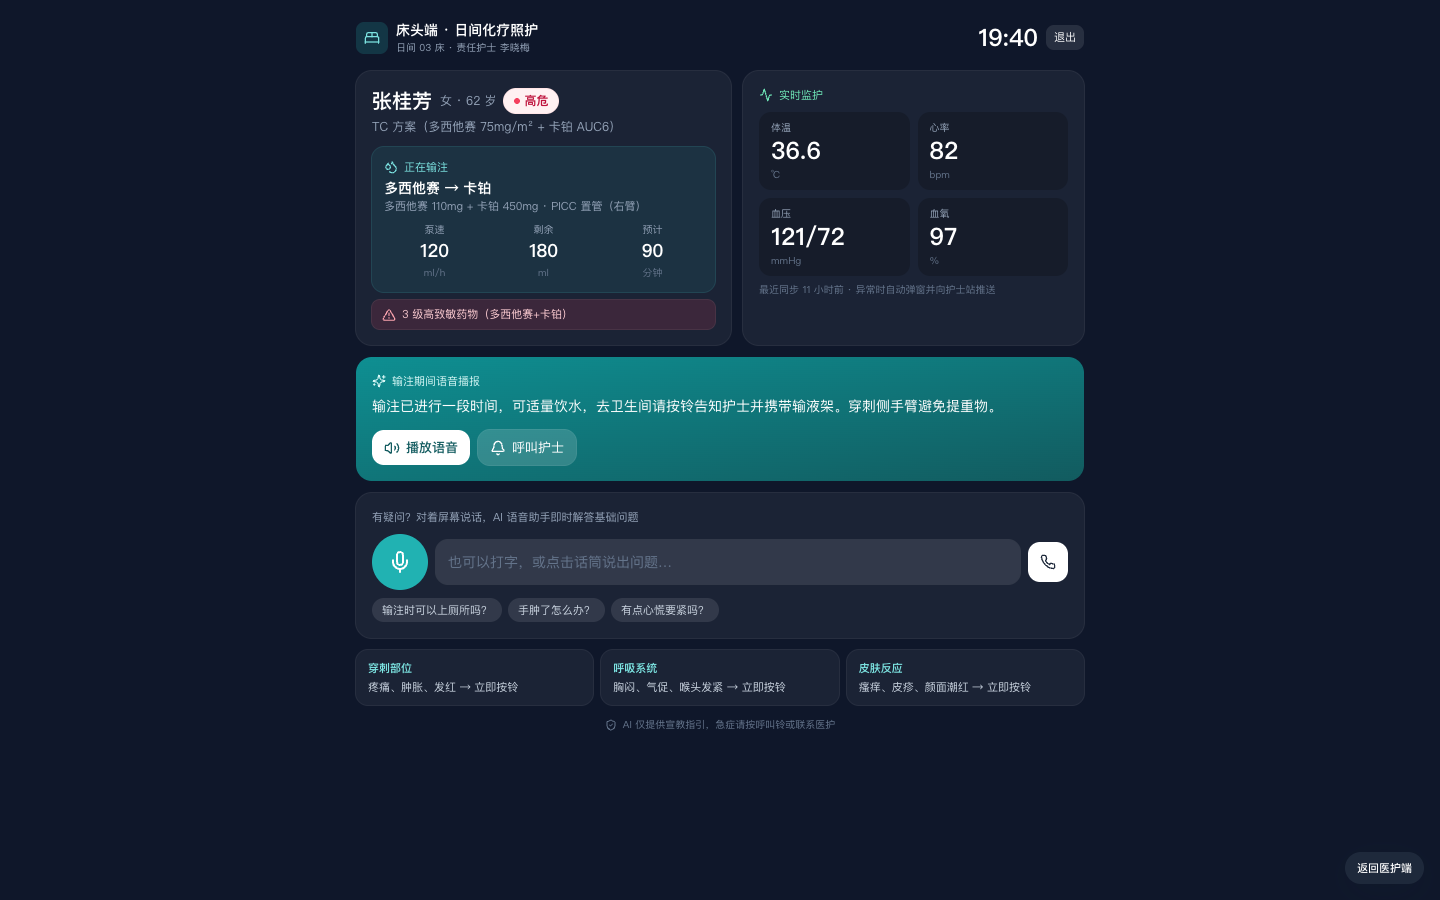 床头端 · 日间化疗照护
日间 03 床 · 责任护士 李晓梅
19:40
退出
张桂芳 女 · 62 岁 高危
TC 方案（多西他赛 75mg/m² + 卡铂 AUC6）
正在输注
多西他赛 → 卡铂
多西他赛 110mg + 卡铂 450mg · PICC 置管（右臂）
泵速 剩余 预计
120 180 90
ml/h ml 分钟
3 级高致敏药物（多西他赛+卡铂）
实时监护
体温 心率
36.6 82
℃ bpm
血压 血氧
121/72 97
mmHg %
最近同步 11 小时前 · 异常时自动弹窗并向护士站推送
输注期间语音播报
输注已进行一段时间，可适量饮水，去卫生间请按铃告知护士并携带输液架。穿刺侧手臂避免提重物。
播放语音 呼叫护士
有疑问？对着屏幕说话，AI 语音助手即时解答基础问题
也可以打字，或点击话筒说出问题...
输注时可以上厕所吗？ 手肿了怎么办？ 有点心慌要紧吗？
穿刺部位
疼痛、肿胀、发红 → 立即按铃
呼吸系统
胸闷、气促、喉头发紧 → 立即按铃
皮肤反应
瘙痒、皮疹、颜面潮红 → 立即按铃
AI 仅提供宣教指引，急症请按呼叫铃或联系医护
返回医护端